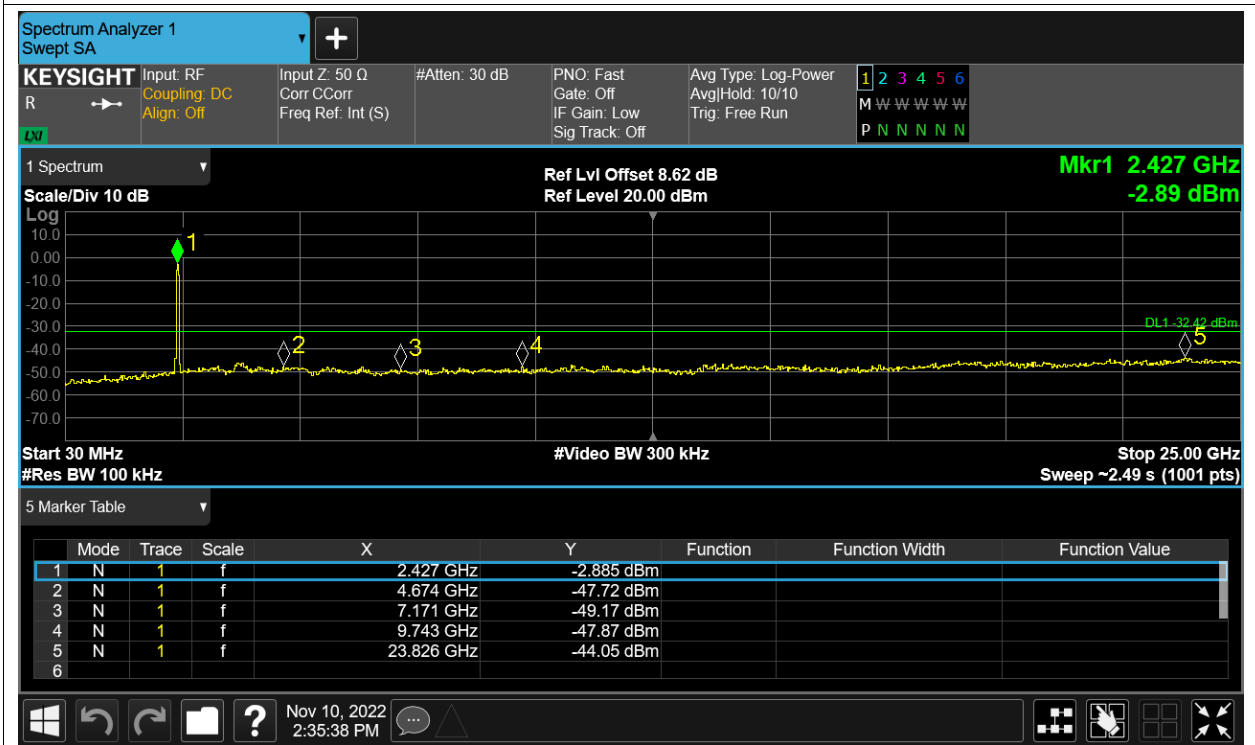 Spectrum Analyzer 1
Swept SA
KEYSIGHT Input: RF Input Z: 50 Ω #Atten: 30 dB PNO: Fast Avg Type: Log-Power 1 2 3 4 5 6
R Coupling: DC Corr CCorr Gate: Off Avg|Hold: 10/10 M W W W W W
Align: Off Freq Ref: Int (S) IF Gain: Low Trig: Free Run
LXI Sig Track: Off P N N N N N
1 Spectrum Ref Lvl Offset 8.62 dB Mkr1 2.427 GHz
Scale/Div 10 dB Ref Level 20.00 dBm -2.89 dBm
Log
10.0
1
0.00
-10.0
-20.0
-30.0 DL1 -32.42 dBm
-40.0 2 3 4 5
-50.0
-60.0
-70.0
Start 30 MHz #Video BW 300 kHz Stop 25.00 GHz
#Res BW 100 kHz Sweep ~2.49 s (1001 pts)
5 Marker Table
Mode Trace Scale X Y Function Function Width Function Value
1 N 1 f 2.427 GHz -2.885 dBm
2 N 1 f 4.674 GHz -47.72 dBm
3 N 1 f 7.171 GHz -49.17 dBm
4 N 1 f 9.743 GHz -47.87 dBm
5 N 1 f 23.826 GHz -44.05 dBm
6
? Nov 10, 2022
2:35:38 PM